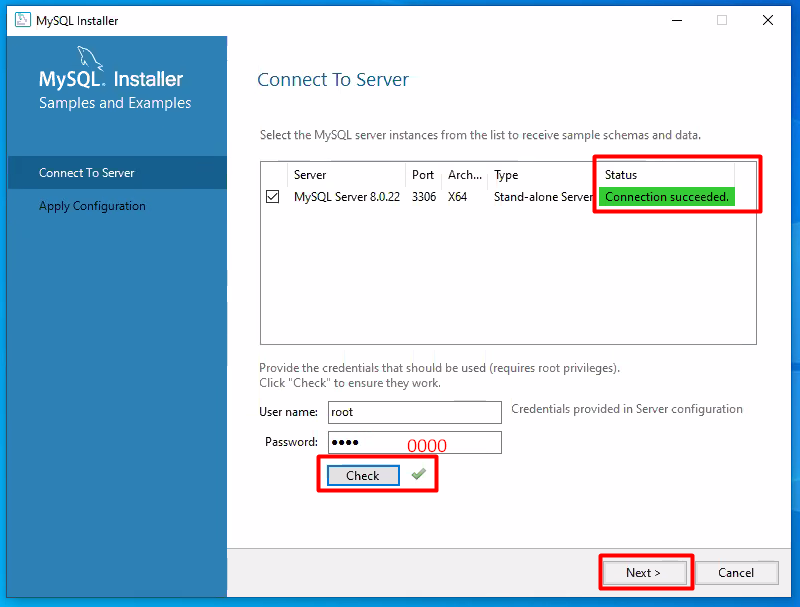 MySQL Installer
MySQL® Installer
Samples and Examples
Connect To Server
Apply Configuration
Connect To Server
Select the MySQL server instances from the list to receive sample schemas and data.
Server Port Arch... Type Status
MySQL Server 8.0.22 3306 X64 Stand-alone Server Connection succeeded.
Provide the credentials that should be used (requires root privileges).
Click "Check" to ensure they work.
User name: root Credentials provided in Server configuration
Password: ●●●● 0000
Check
Next > Cancel